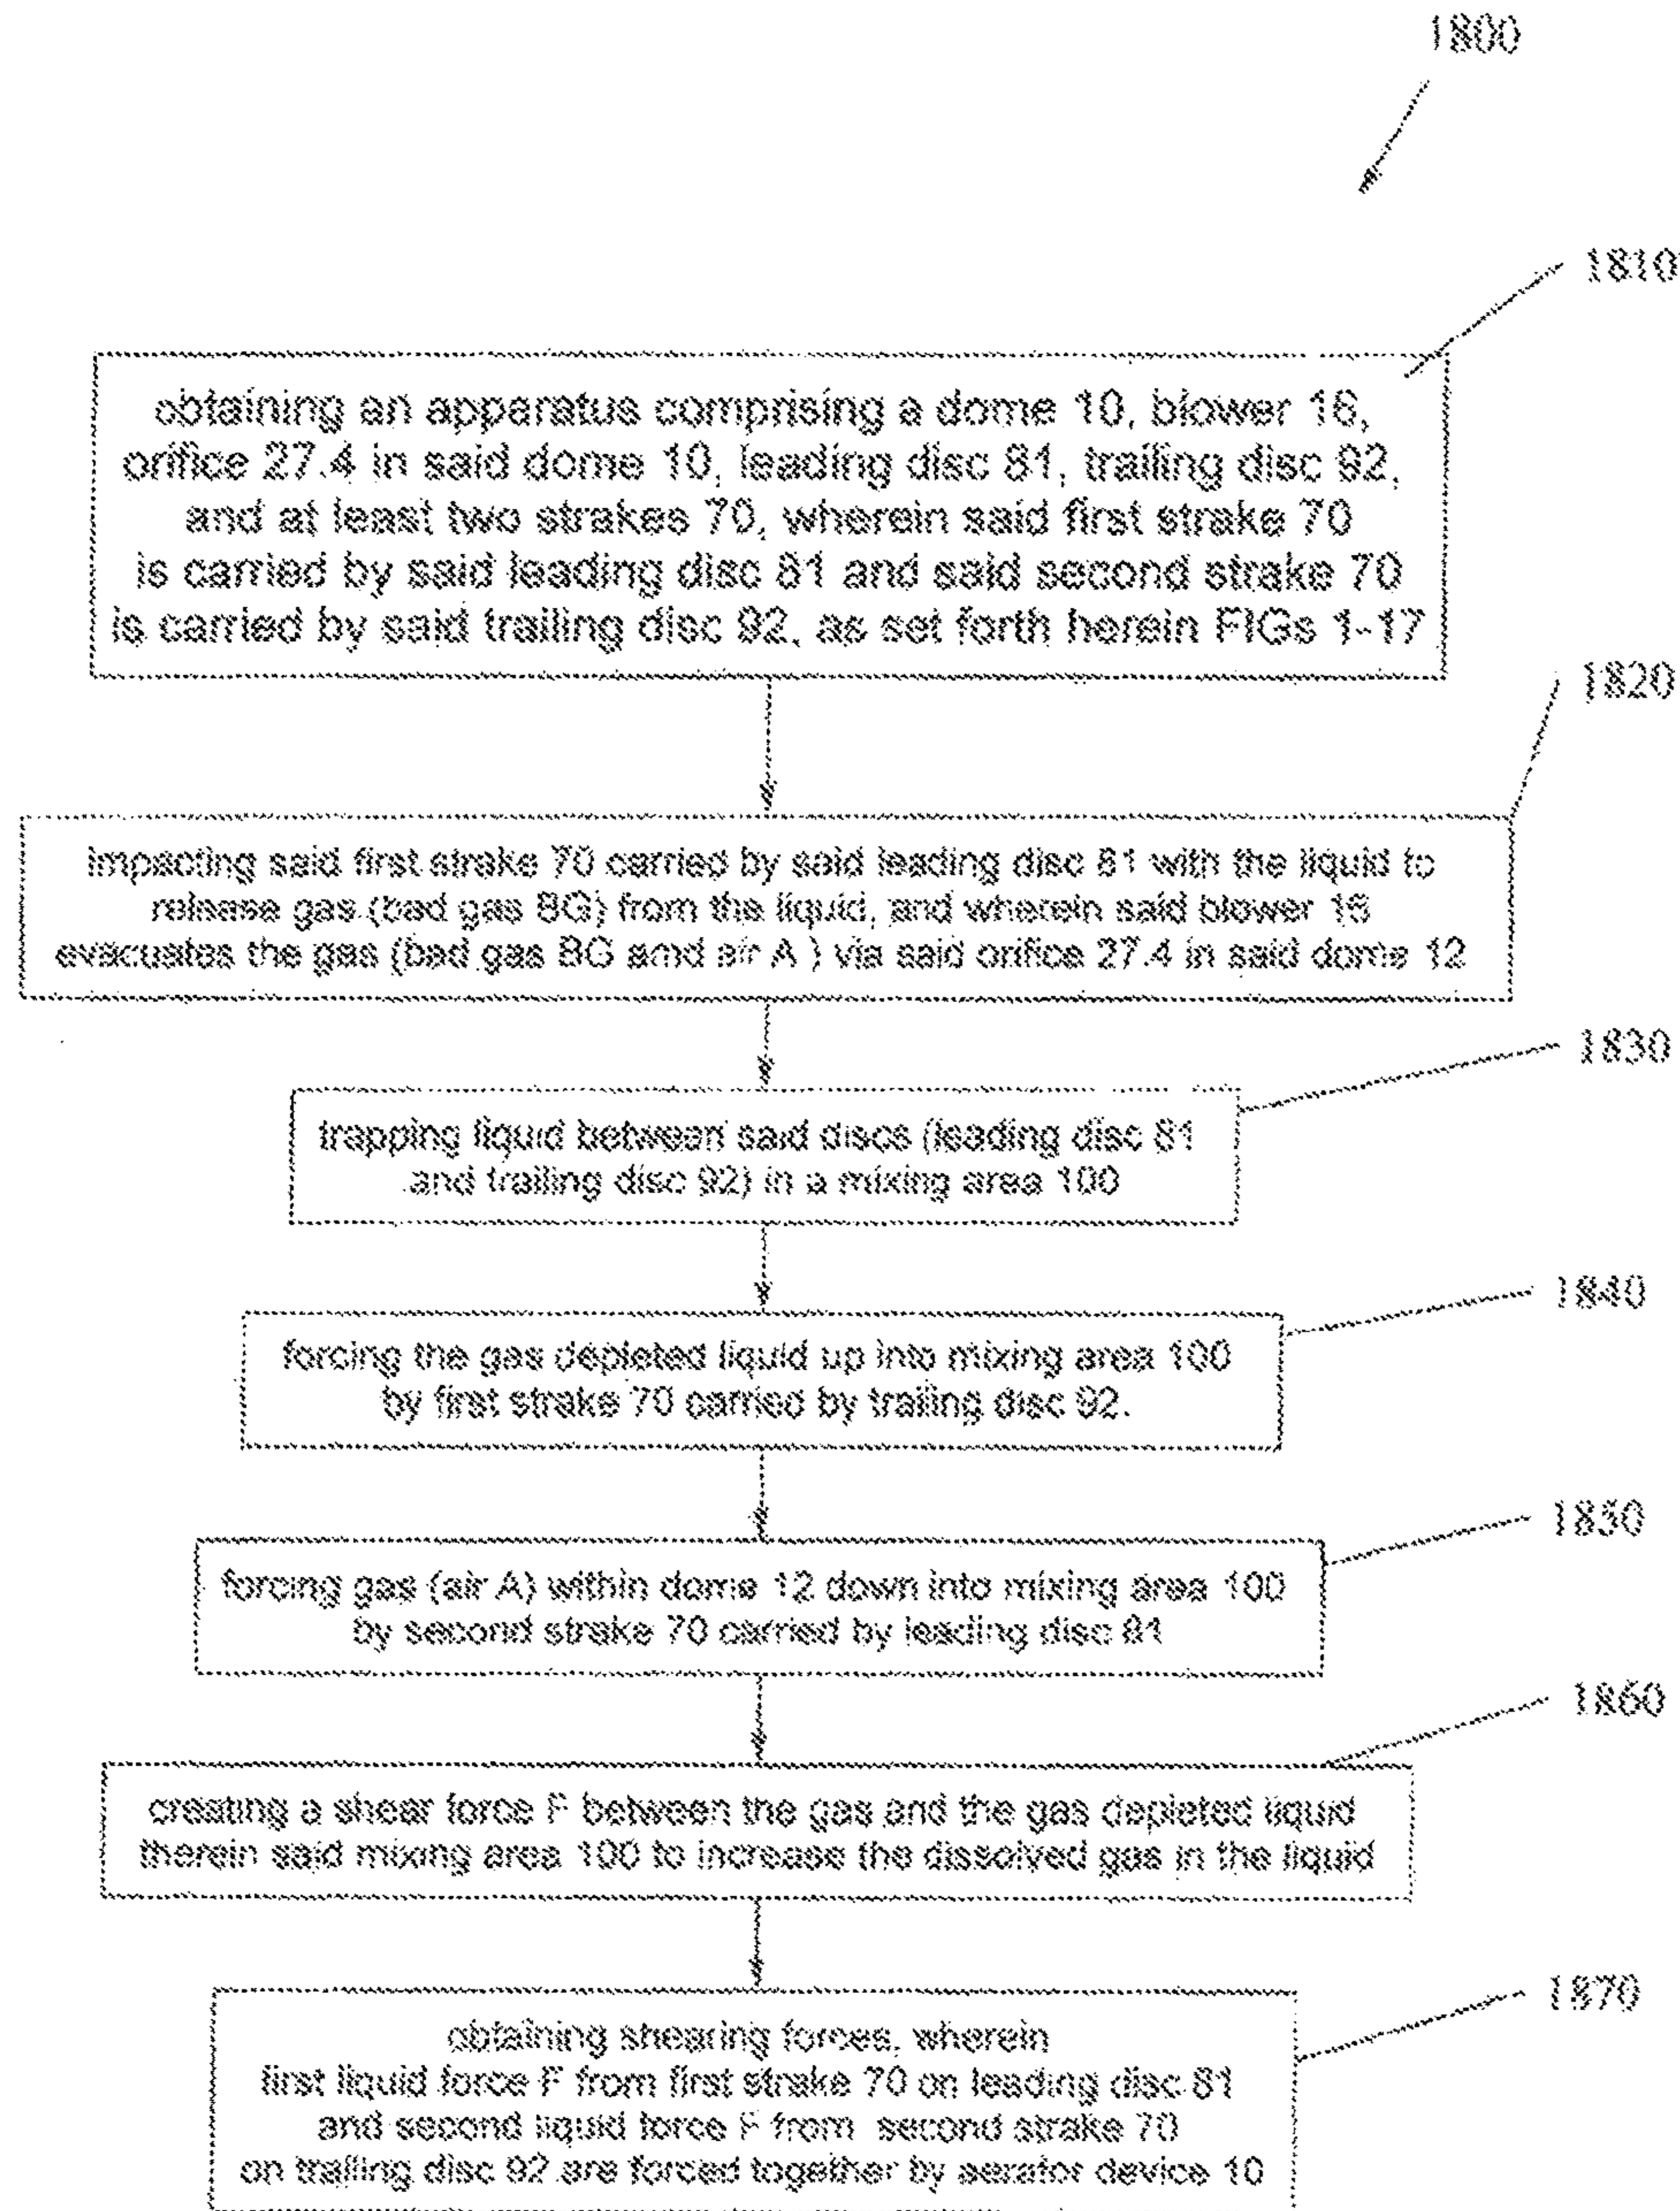 1800
1810
obtaining an apparatus comprising a dome 10, blower 16,
orifice 27.4 in said dome 10, leading disc 81, trailing disc 92,
and at least two strakes 70, wherein said first strake 70
is carried by said leading disc 81 and said second strake 70
is carried by said trailing disc 92, as set forth herein FIGs 1-17
1820
impacting said first strake 70 carried by said leading disc 81 with the liquid to
release gas (bad gas BG) from the liquid, and wherein said blower 16
evacuates the gas (bad gas BG amd air A ) via said orifice 27.4 in said dome 12
1830
trapping liquid between said discs (leading disc 81
and trailing disc 92) in a mixing area 100
1840
forcing the gas depleted liquid up into mixing area 100
by first strake 70 carried by trailing disc 92.
1850
forcing gas (air A) within dome 12 down into mixing area 100
by second strake 70 carried by leading disc 81
1860
creating a shear force F between the gas and the gas depleted liquid
therein said mixing area 100 to increase the dissolved gas in the liquid
1870
obtaining shearing forces, wherein
first liquid force F from first strake 70 on leading disc 81
and second liquid force F from second strake 70
on trailing disc 92 are forced together by aerator device 10